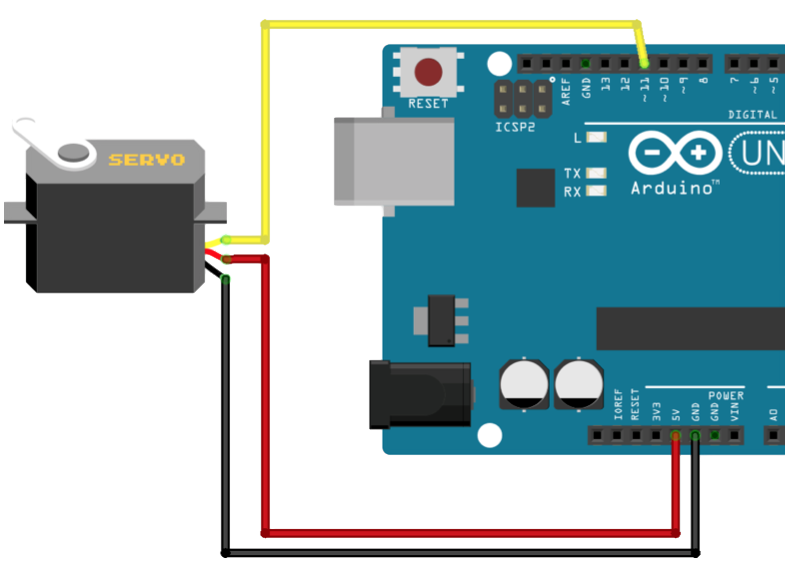 SERVO
RESET
ICSP2
AREF
GND
13
12
~11
~10
~9
8
7
~6
~5
DIGITAL
L
TX
RX
UN
Arduino™
POWER
IOREF
RESET
3V3
5V
GND
GND
VIN
A0